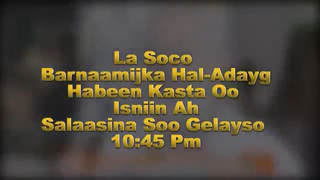 La Soco
Barnaamijka Hal-Adayg
Habeen Kasta Oo
Isniin Ah
Salaasina Soo Gelayso
10:45 Pm